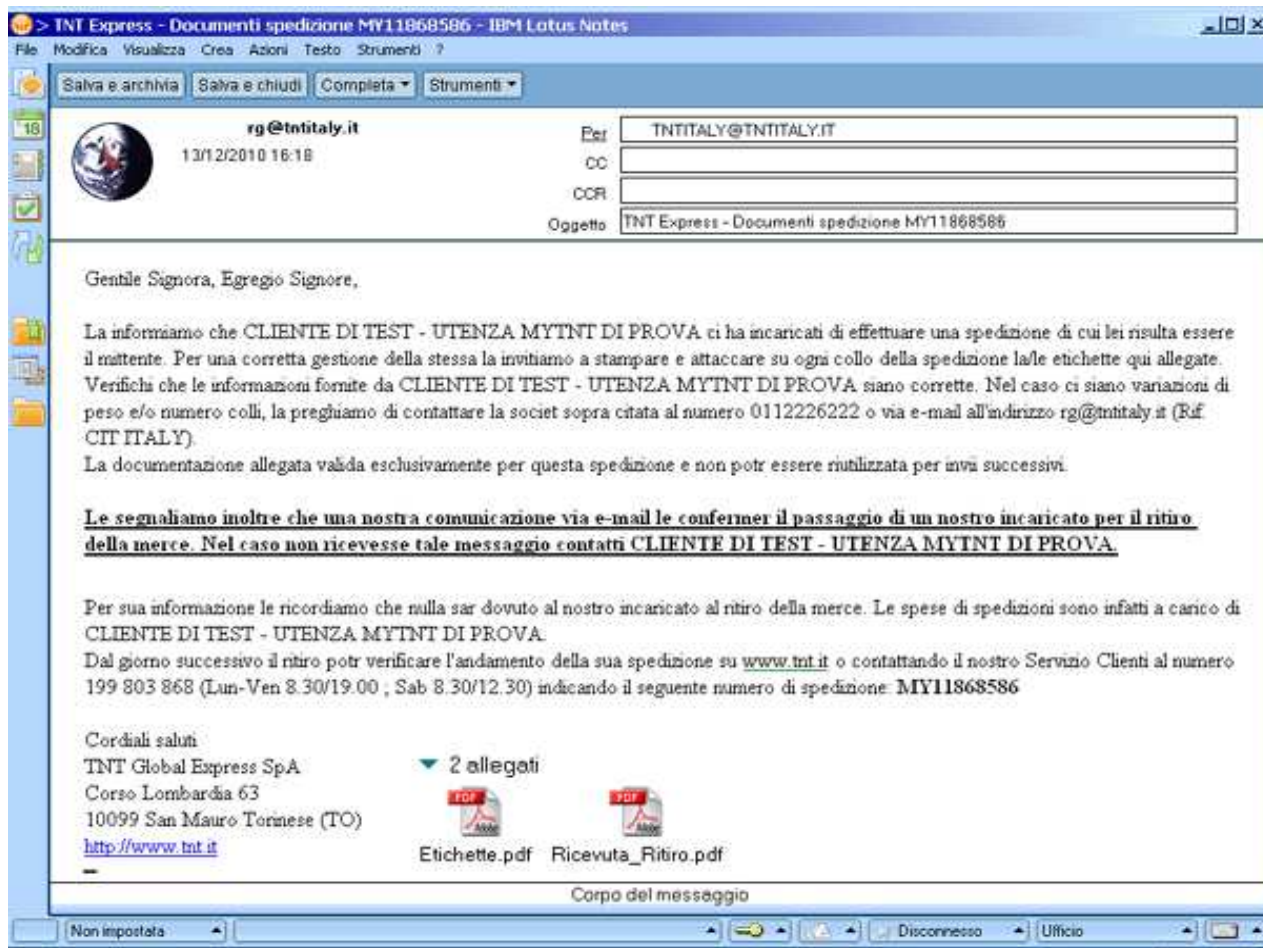 > TNT Express - Documenti spedizione MY11868586 - IBM Lotus Notes
File Modifica Visualizza Crea Azioni Testo Strumenti ?
Salva e archivia Salva e chiudi Completa Strumenti
18
rg@tntitaly.it
13/12/2010 16:18
Per TNTITALY@TNTITALY.IT
CC
CCR
Oggetto TNT Express - Documenti spedizione MY11868586
Gentile Signora, Egregio Signore,
La informiamo che CLIENTE DI TEST - UTENZA MYTNT DI PROVA ci ha incaricati di effettuare una spedizione di cui lei risulta essere
il mittente. Per una corretta gestione della stessa la invitiamo a stampare e attaccare su ogni collo della spedizione la/le etichette qui allegate.
Verifichi che le informazioni fornite da CLIENTE DI TEST - UTENZA MYTNT DI PROVA siano corrette. Nel caso ci siano variazioni di
peso e/o numero colli, la preghiamo di contattare la societ sopra citata al numero 0112226222 o via e-mail all'indirizzo rg@tntitaly.it (Rif.
CIT ITALY).
La documentazione allegata valida esclusivamente per questa spedizione e non potr essere riutilizzata per invii successivi.
Le segnaliamo inoltre che una nostra comunicazione via e-mail le confermer il passaggio di un nostro incaricato per il ritiro
della merce. Nel caso non ricevesse tale messaggio contatti CLIENTE DI TEST - UTENZA MYTNT DI PROVA.
Per sua informazione le ricordiamo che nulla sar dovuto al nostro incaricato al ritiro della merce. Le spese di spedizioni sono infatti a carico di
CLIENTE DI TEST - UTENZA MYTNT DI PROVA.
Dal giorno successivo il ritiro potr verificare l'andamento della sua spedizione su www.tnt.it o contattando il nostro Servizio Clienti al numero
199 803 868 (Lun-Ven 8.30/19.00 ; Sab 8.30/12.30) indicando il seguente numero di spedizione: MY11868586
Cordiali saluti
TNT Global Express SpA
Corso Lombardia 63
10099 San Mauro Torinese (TO)
http://www.tnt.it
2 allegati
PDF Adobe PDF Adobe
Etichette.pdf Ricevuta_Ritiro.pdf
Corpo del messaggio
Non impostata Disconnesso Ufficio